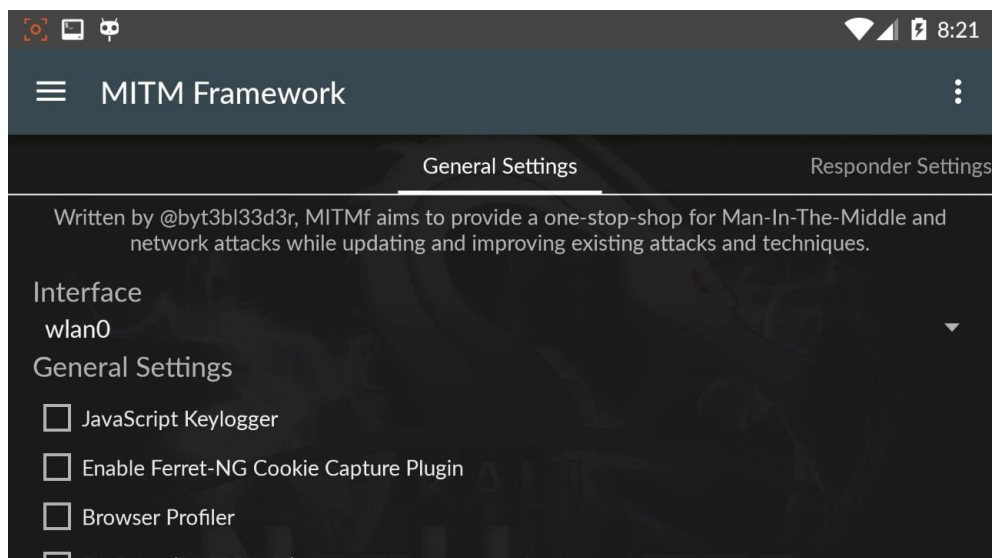 8:21
MITM Framework
General Settings
Responder Settings
Written by @byt3bl33d3r, MITMf aims to provide a one-stop-shop for Man-In-The-Middle and
network attacks while updating and improving existing attacks and techniques.
Interface
wlan0
General Settings
JavaScript Keylogger
Enable Ferret-NG Cookie Capture Plugin
Browser Profiler